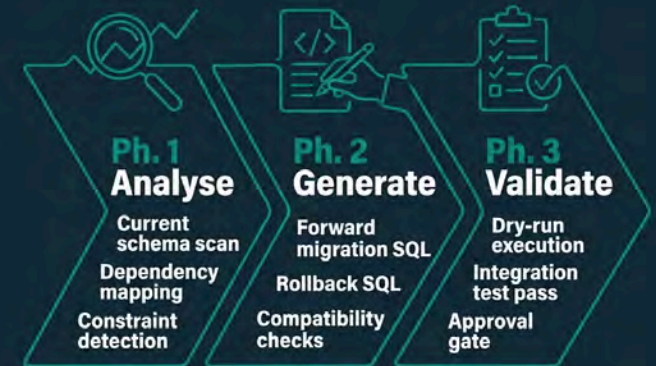 </>
Ph. 1
Analyse
Current
schema scan
Dependency
mapping
Constraint
detection
Ph. 2
Generate
Forward
migration SQL
Rollback SQL
Compatibility
checks
Ph. 3
Validate
Dry-run
execution
Integration
test pass
Approval
gate